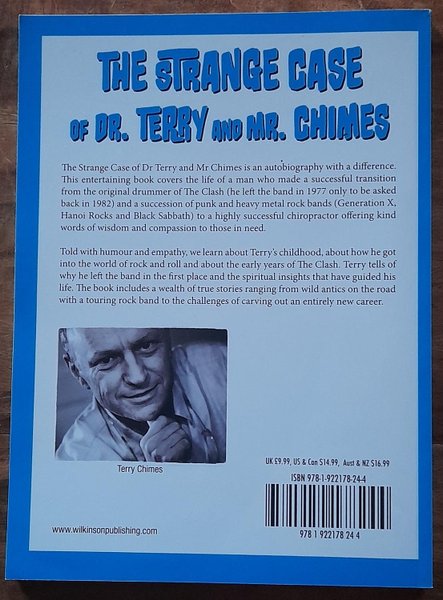 THE STRANGE CASE
OF DR. TERRY AND MR. CHIMES
The Strange Case of Dr Terry and Mr Chimes is an autobiography with a difference.
This entertaining book covers the life of a man who made a successful transition
from the original drummer of The Clash (he left the band in 1977 only to be asked
back in 1982) and a succession of punk and heavy metal rock bands (Generation X,
Hanoi Rocks and Black Sabbath) to a highly successful chiropractor offering kind
words of wisdom and compassion to those in need.
Told with humour and empathy, we learn about Terry's childhood, about how he got
into the world of rock and roll and about the early years of The Clash. Terry tells of
why he left the band in the first place and the spiritual insights that have guided his
life. The book includes a wealth of true stories ranging from wild antics on the road
with a touring rock band to the challenges of carving out an entirely new career.
Terry Chimes
UK £9.99, US & Can $14.99, Aust & NZ $16.99
ISBN 978-1-922178-24-4
9 781922 178244
www.wilkinsonpublishing.com